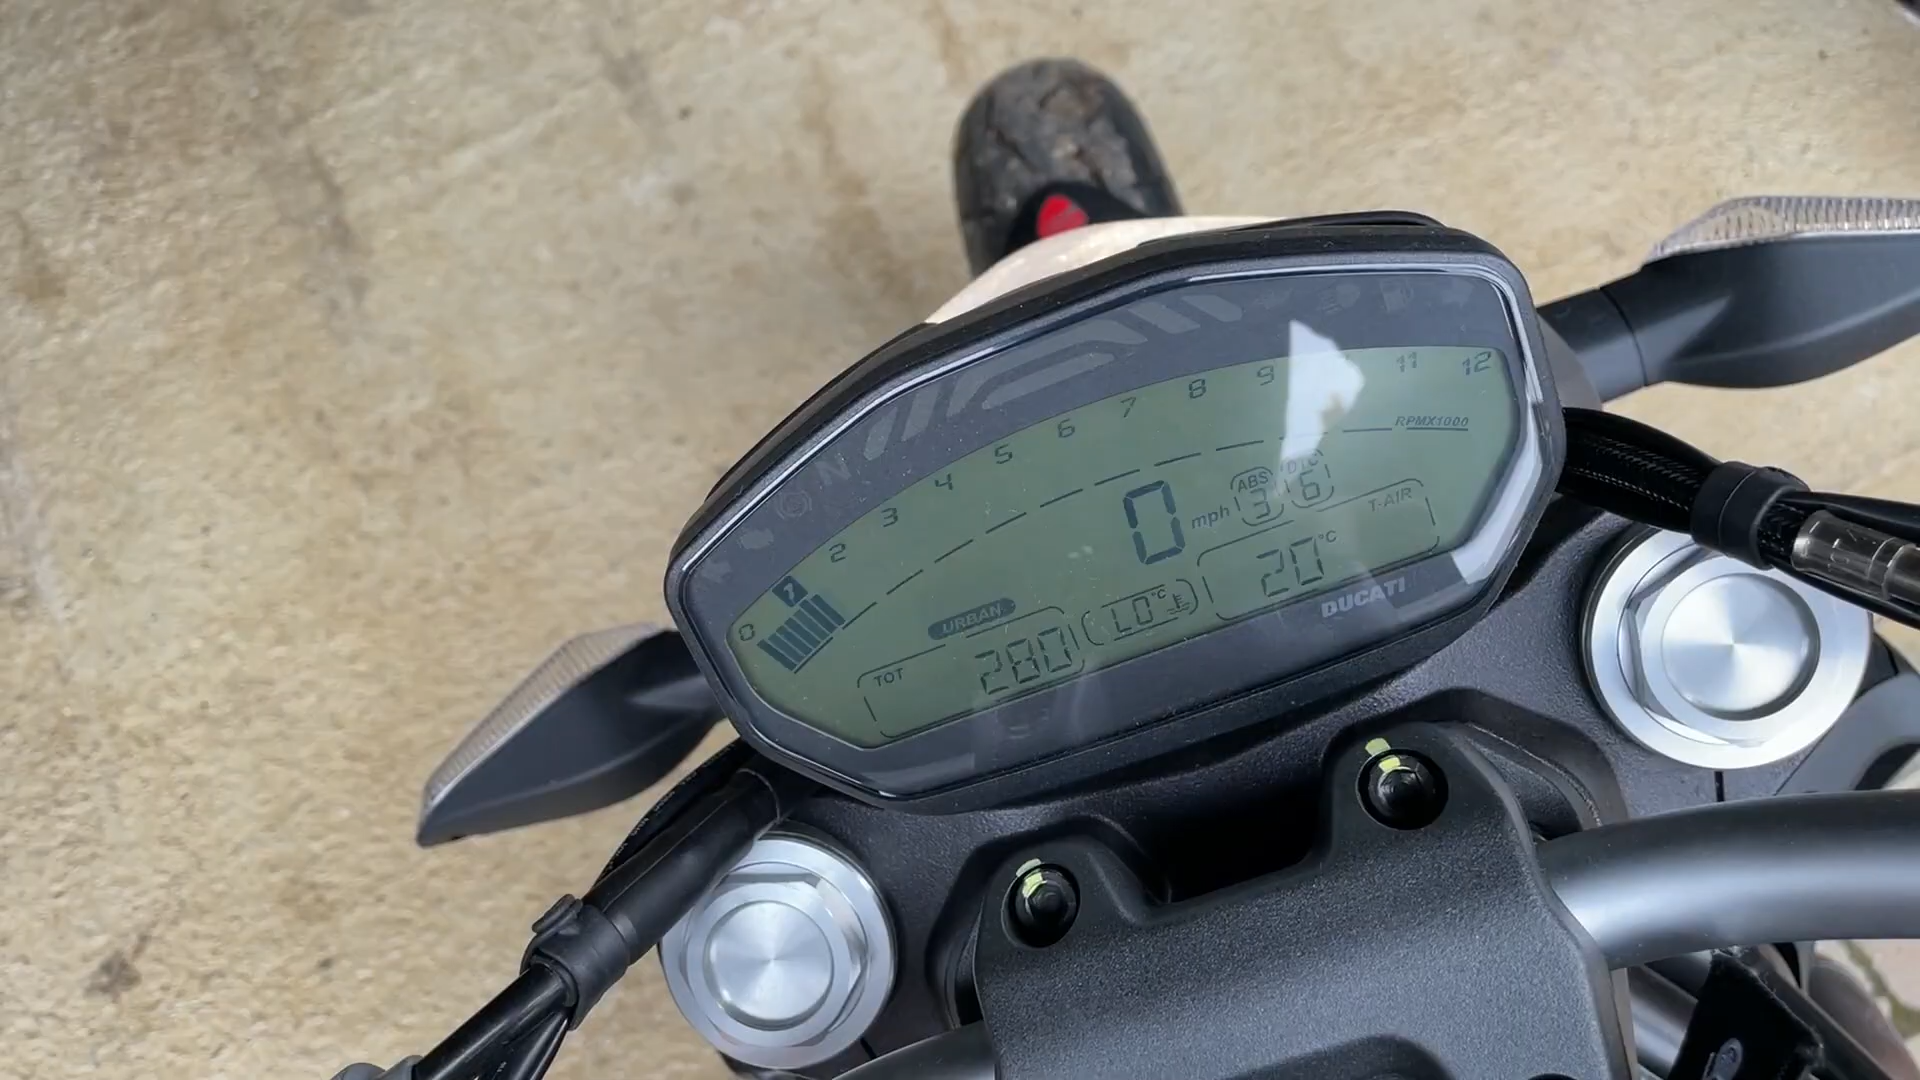 N
0 1 2 3 4 5 6 7 8 9 11 12
RPMX1000
0 mph
ABS 3
DTC 6
URBAN
TOT 280
LO °C
T-AIR
20 °C
DUCATI